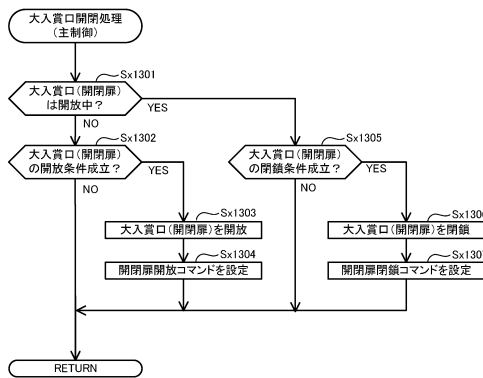 大入賞口開閉処理
(主制御)
Sx1301
大入賞口(開閉扉)
は開放中?
YES
NO
Sx1302
大入賞口(開閉扉)
の開放条件成立?
YES
NO
Sx1305
大入賞口(開閉扉)
の閉鎖条件成立?
YES
NO
Sx1303
大入賞口(開閉扉)を開放
Sx1304
開閉扉開放コマンドを設定
Sx1306
大入賞口(開閉扉)を閉鎖
Sx130
開閉扉閉鎖コマンドを設定
RETURN